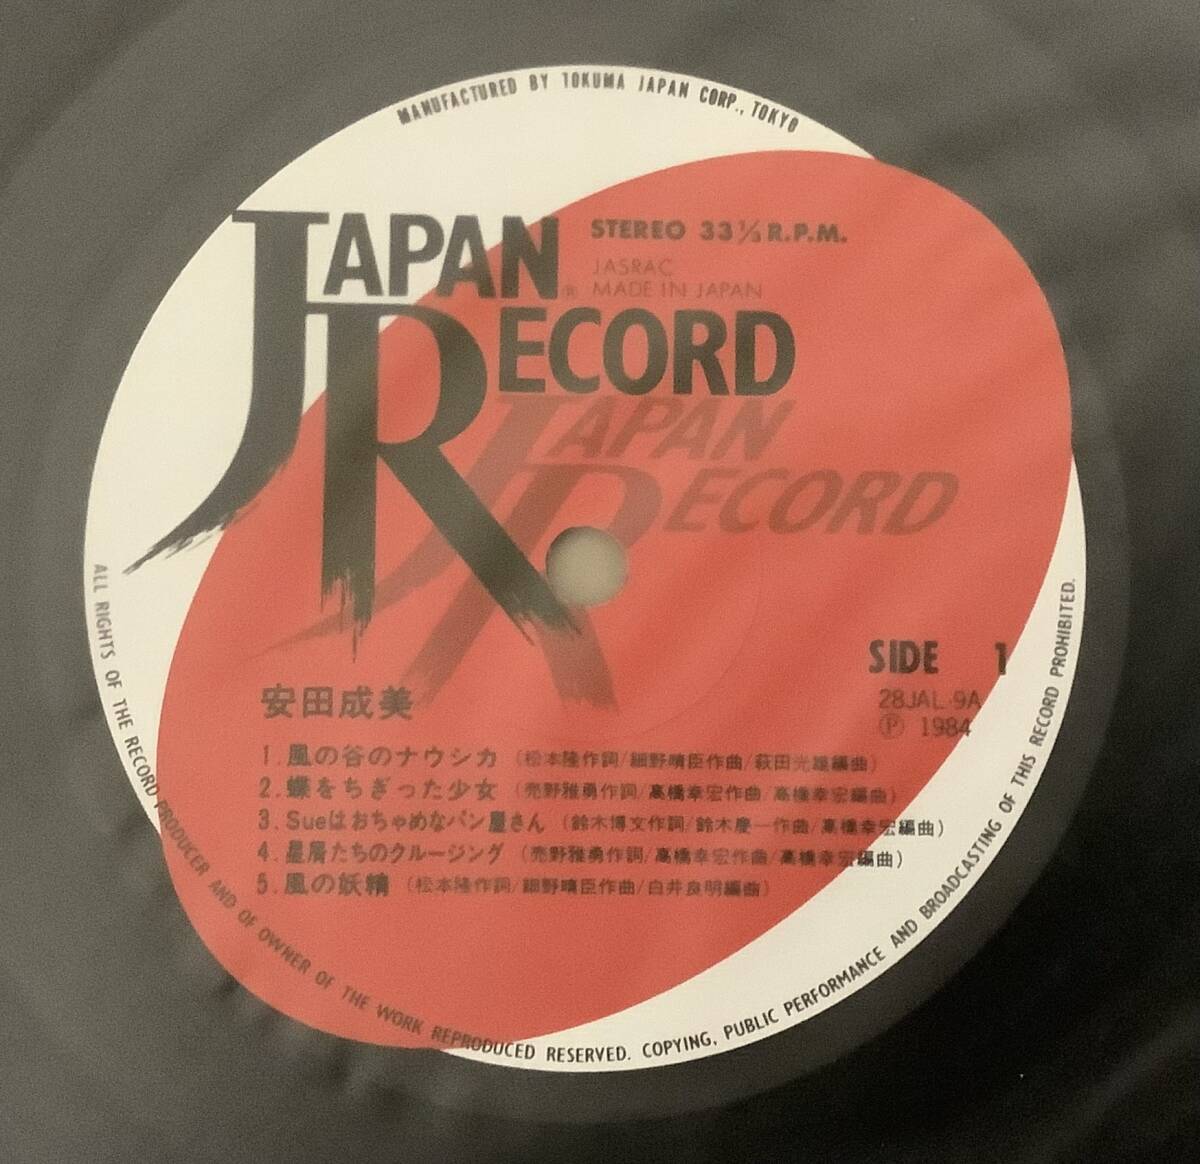 MANUFACTURED BY TOKUMA JAPAN CORP., TOKYO
JAPAN
RECORD
®
STEREO 33 1/3 R.P.M.
JASRAC
MADE IN JAPAN
JAPAN
RECORD
SIDE 1
28JAL-9A
Ⓟ 1984
安田成美
1. 風の谷のナウシカ (松本隆作詞/細野晴臣作曲/萩田光雄編曲)
2. 蝶をちぎった少女 (売野雅勇作詞/高橋幸宏作曲/高橋幸宏編曲)
3. Sueはおちゃめなパン屋さん (鈴木博文作詞/鈴木慶一作曲/高橋幸宏編曲)
4. 星屑たちのクルージング (売野雅勇作詞/高橋幸宏作曲/高橋幸宏編曲)
5. 風の妖精 (松本隆作詞/細野晴臣作曲/白井良明編曲)
ALL RIGHTS OF THE RECORD PRODUCER AND OF OWNER OF THE WORK REPRODUCED RESERVED. COPYING, PUBLIC PERFORMANCE AND BROADCASTING OF THIS RECORD PROHIBITED.